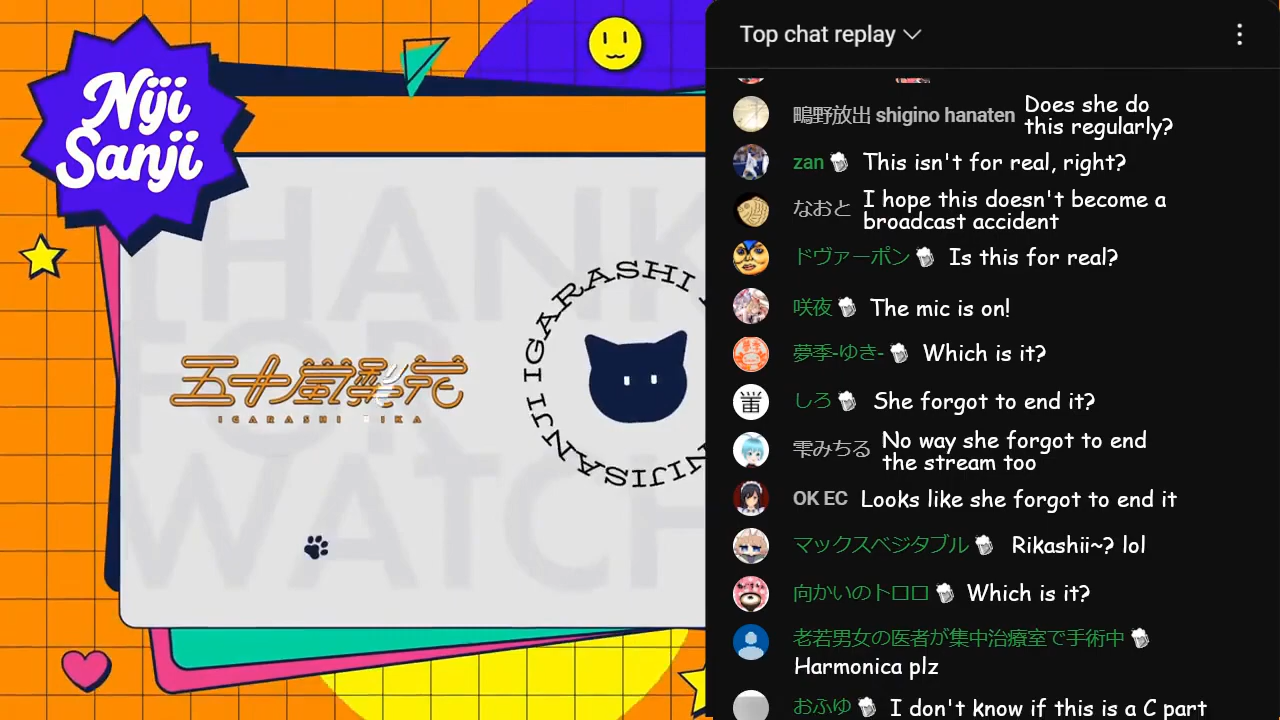 Niji
Sanji
THANK
FOR
WATCH
五十嵐梨花
IGARASHI RIKA
IGARASHI
NIJISANJI
Top chat replay
鴫野放出 shigino hanaten Does she do
this regularly?
zan This isn't for real, right?
なおと I hope this doesn't become a
broadcast accident
ドヴァーポン Is this for real?
咲夜 The mic is on!
夢季-ゆき- Which is it?
しろ She forgot to end it?
雫みちる No way she forgot to end
the stream too
OK EC Looks like she forgot to end it
マックスベジタブル Rikashii~? lol
向かいのトロロ Which is it?
老若男女の医者が集中治療室で手術中
Harmonica plz
おふゆ I don't know if this is a C part